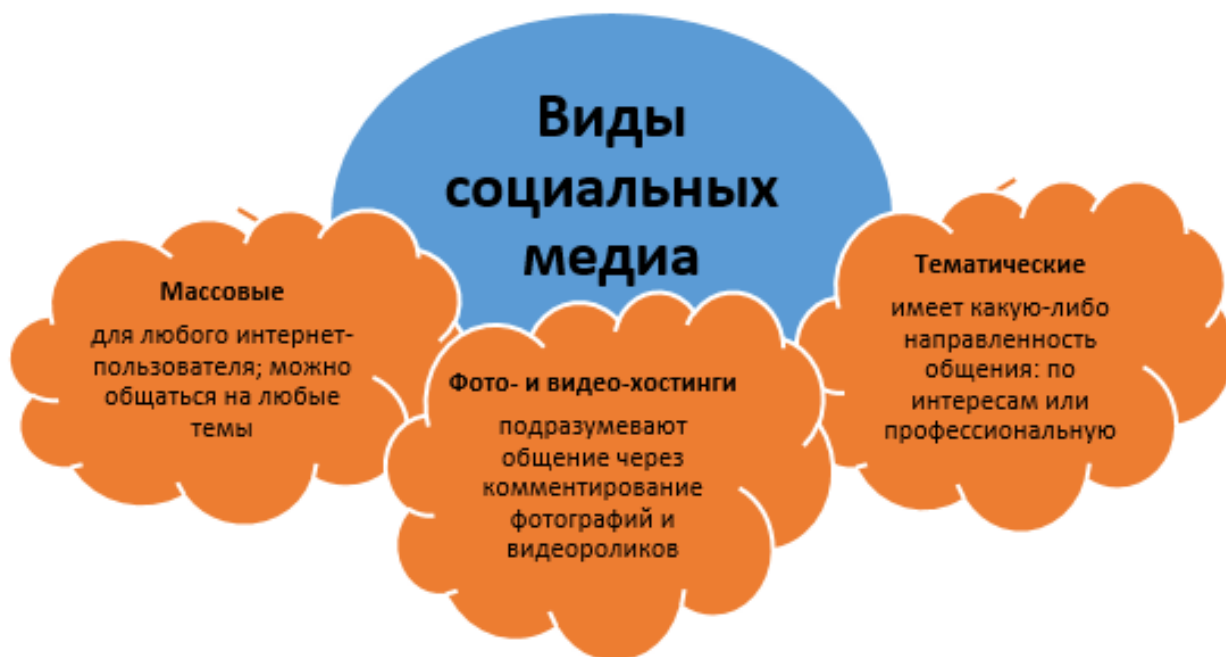 Виды
социальных
медиа
Массовые
для любого интернет-
пользователя; можно
общаться на любые
темы
Фото- и видео-хостинги
подразумевают
общение через
комментирование
фотографий и
видеороликов
Тематические
имеет какую-либо
направленность
общения: по
интересам или
профессиональную